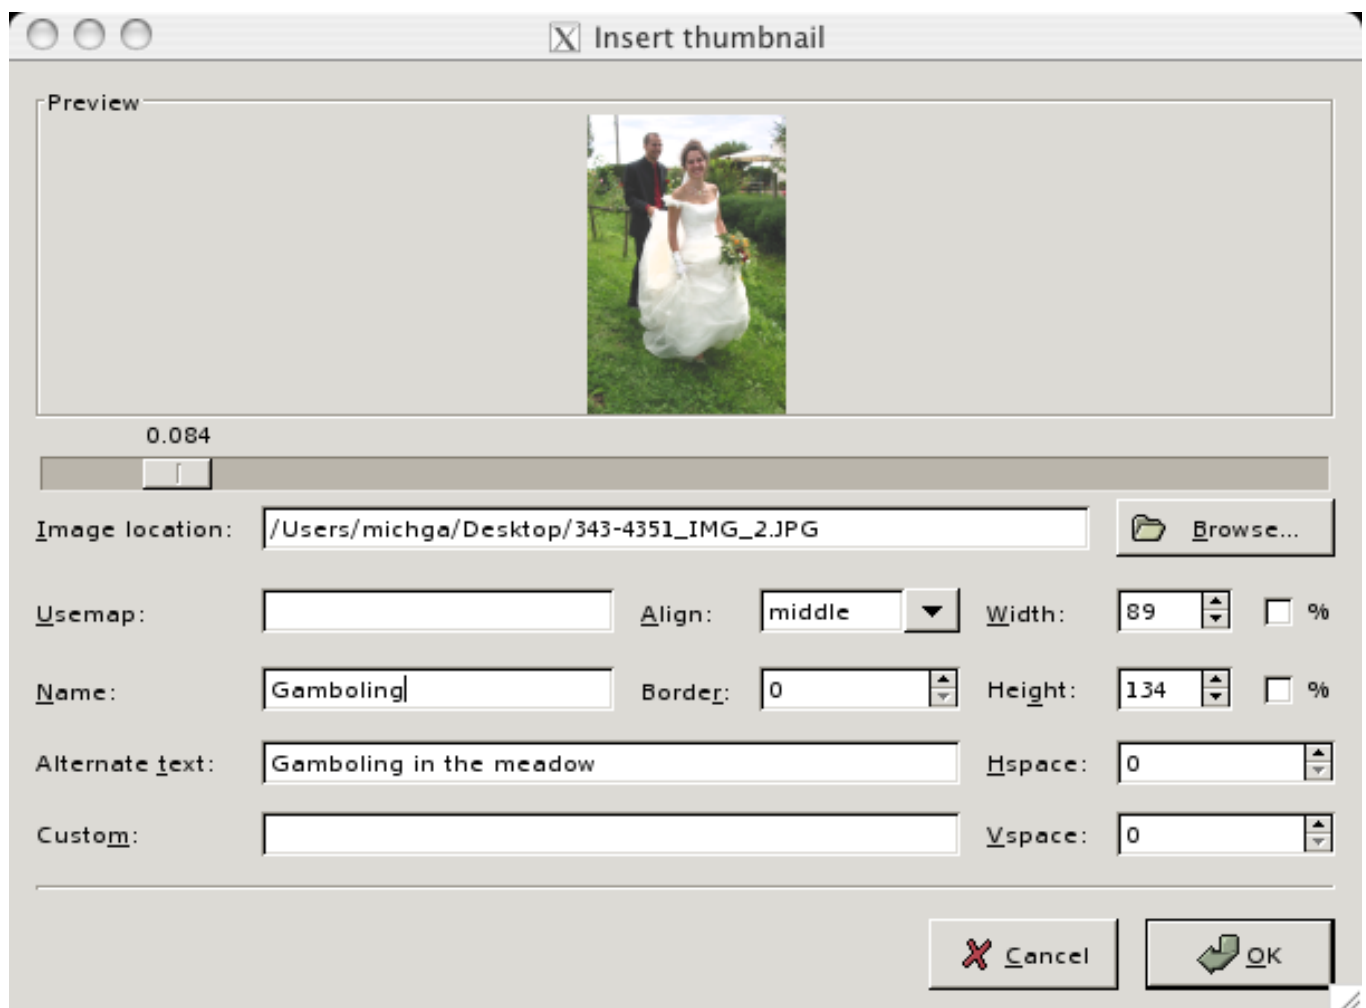 Insert thumbnail
Preview
0.084
Image location: /Users/michga/Desktop/343-4351_IMG_2.JPG Browse...
Usemap: Align: middle Width: 89 %
Name: Gamboling Border: 0 Height: 134 %
Alternate text: Gamboling in the meadow Hspace: 0
Custom: Vspace: 0
Cancel OK